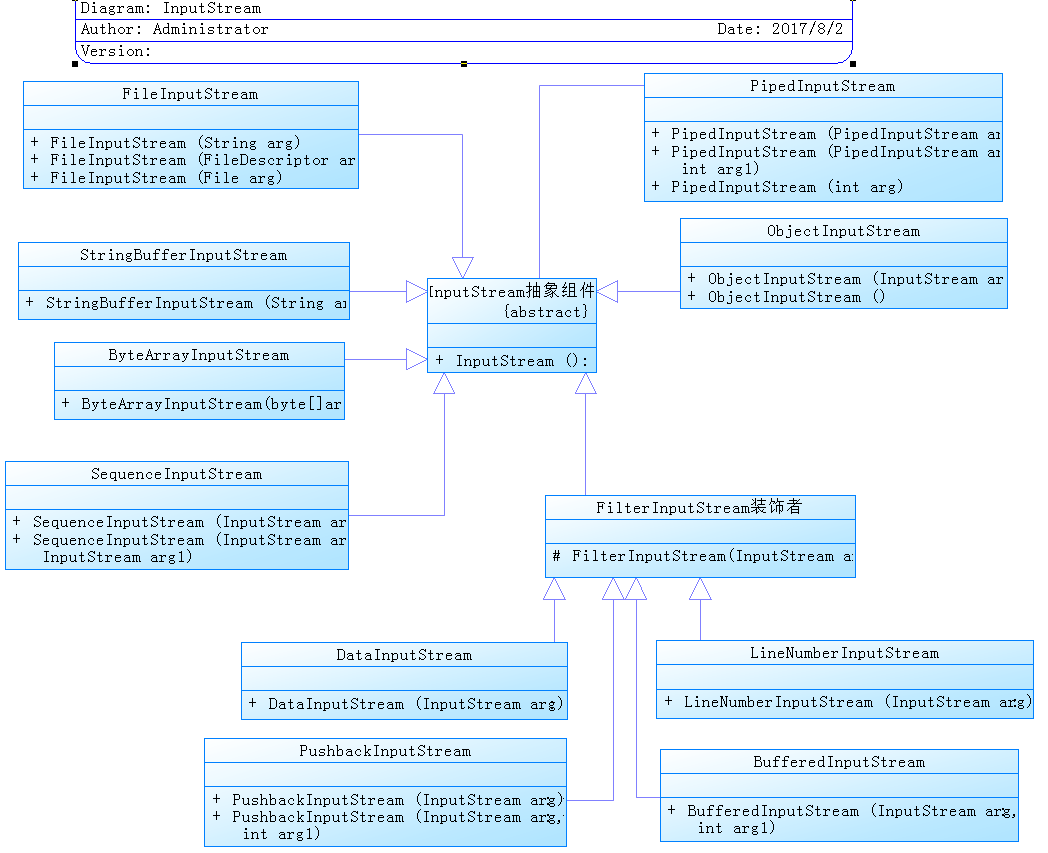 Diagram: InputStream
Author: Administrator Date: 2017/8/2
Version:
FileInputStream
+ FileInputStream (String arg)
+ FileInputStream (FileDescriptor ar
+ FileInputStream (File arg)
PipedInputStream
+ PipedInputStream (PipedInputStream ar
+ PipedInputStream (PipedInputStream ar
int arg1)
+ PipedInputStream (int arg)
StringBufferInputStream
+ StringBufferInputStream (String ar
ObjectInputStream
+ ObjectInputStream (InputStream ar
+ ObjectInputStream ()
InputStream抽象组件
{abstract}
+ InputStream ():
ByteArrayInputStream
+ ByteArrayInputStream(byte[]ar
SequenceInputStream
+ SequenceInputStream (InputStream ar
+ SequenceInputStream (InputStream ar
InputStream arg1)
FilterInputStream装饰者
# FilterInputStream(InputStream a
DataInputStream
+ DataInputStream (InputStream arg)
LineNumberInputStream
+ LineNumberInputStream (InputStream arg)
PushbackInputStream
+ PushbackInputStream (InputStream arg)
+ PushbackInputStream (InputStream arg,
int arg1)
BufferedInputStream
+ BufferedInputStream (InputStream arg,
int arg1)